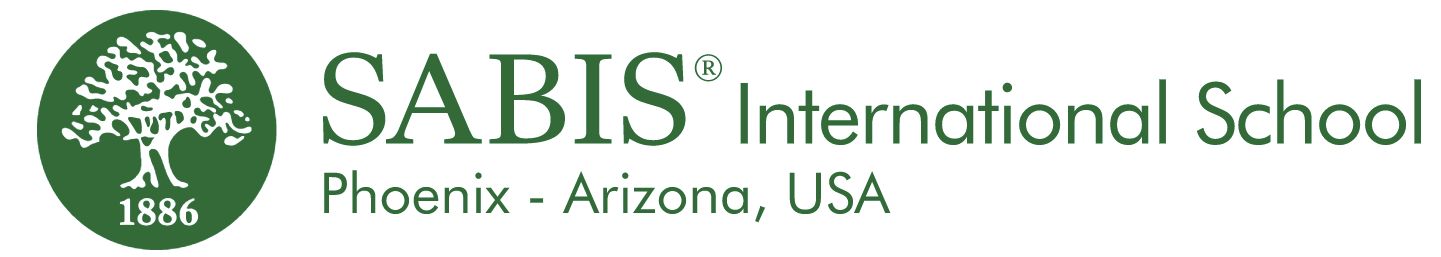 1886
SABIS® International School
Phoenix - Arizona, USA